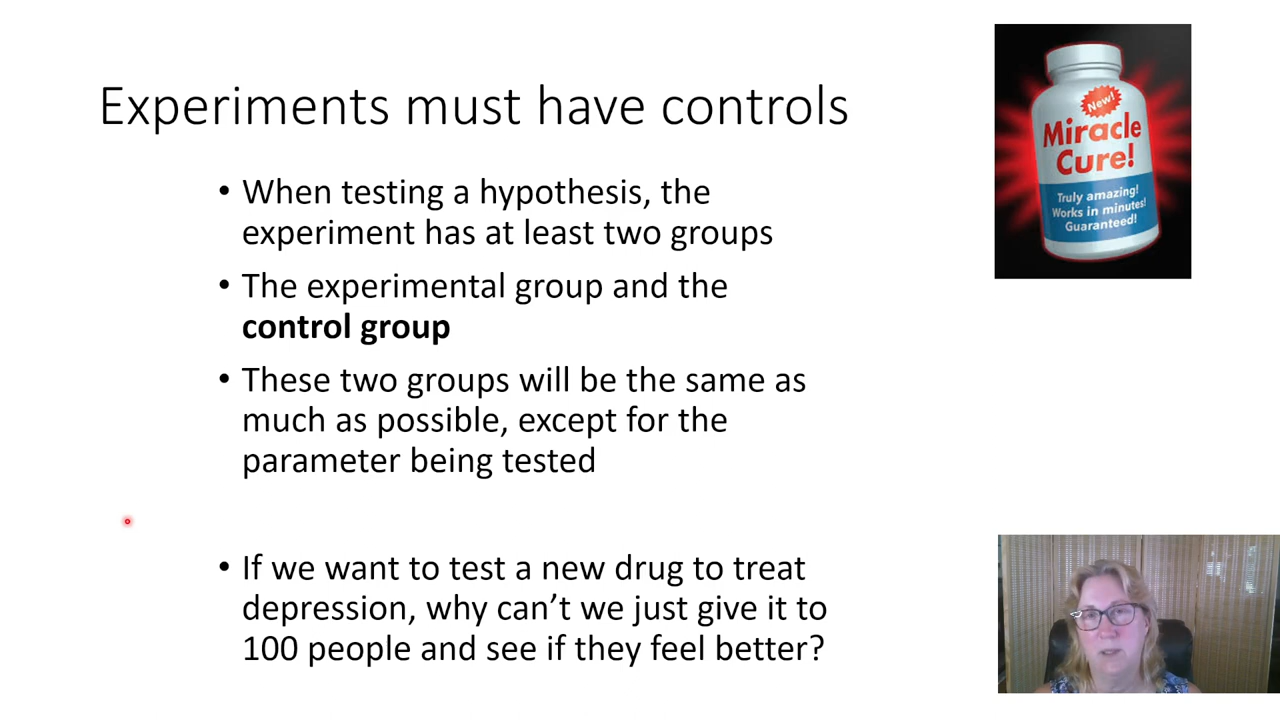 Experiments must have controls
• When testing a hypothesis, the
experiment has at least two groups
• The experimental group and the
control group
• These two groups will be the same as
much as possible, except for the
parameter being tested
• If we want to test a new drug to treat
depression, why can’t we just give it to
100 people and see if they feel better?
New!
Miracle
Cure!
Truly amazing!
Works in minutes!
Guaranteed!